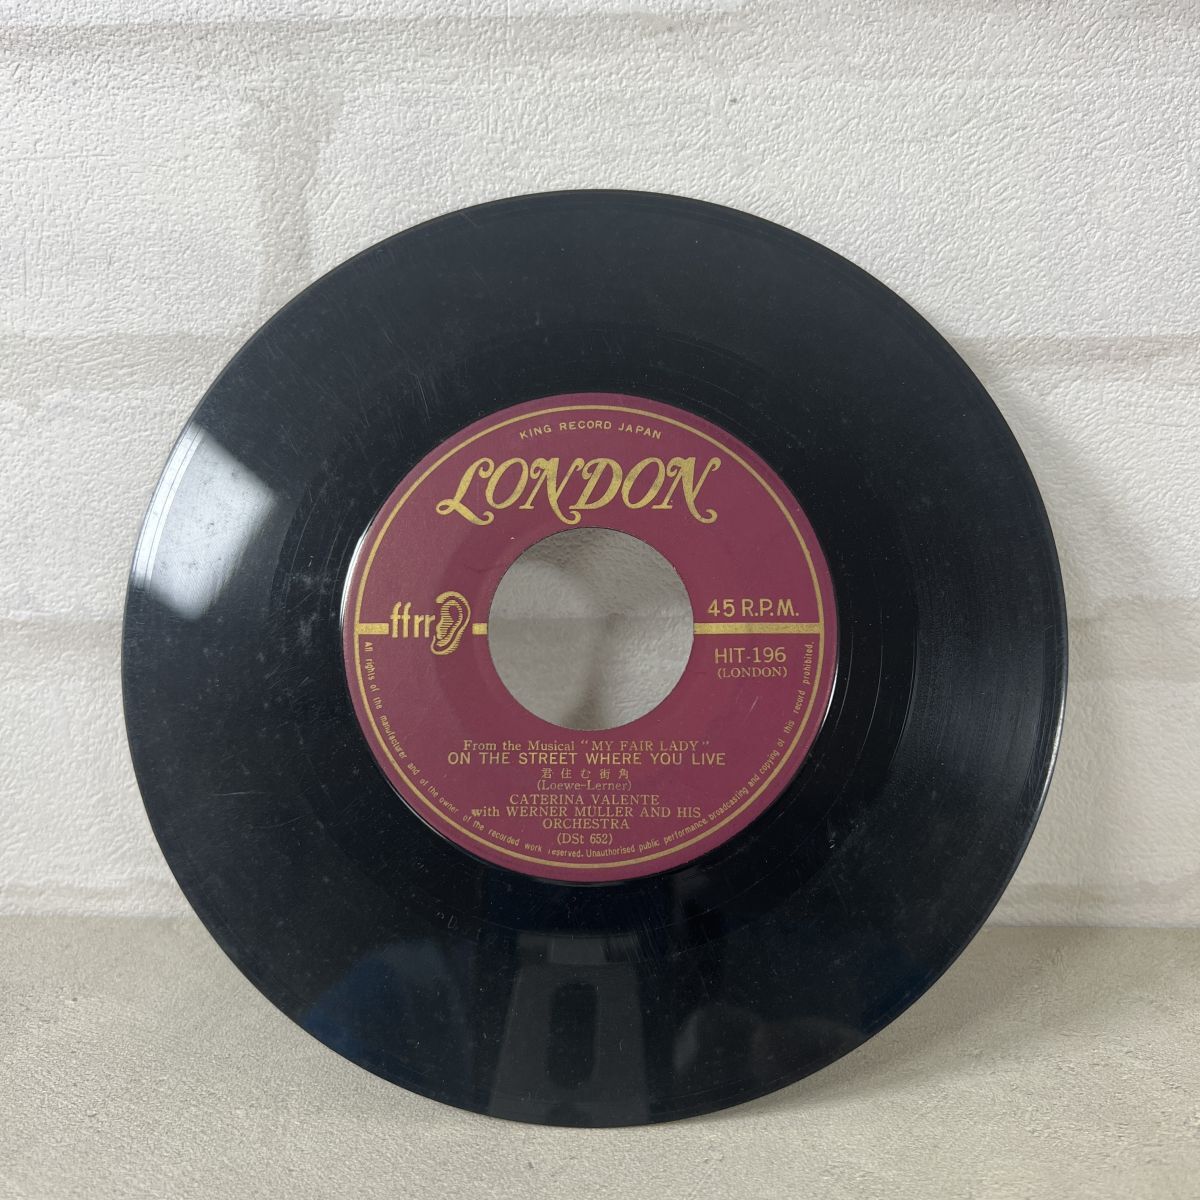 KING RECORD JAPAN
LONDON
ffrr
45 R.P.M.
HIT-196
(LONDON)
From the Musical "MY FAIR LADY"
ON THE STREET WHERE YOU LIVE
君住む街角
(Loewe-Lerner)
CATERINA VALENTE
with WERNER MÜLLER AND HIS
ORCHESTRA
(DSt 652)
All rights of the manufacturer and of the owner of the recorded work reserved. Unauthorised public performance broadcasting and copying of this record prohibited.